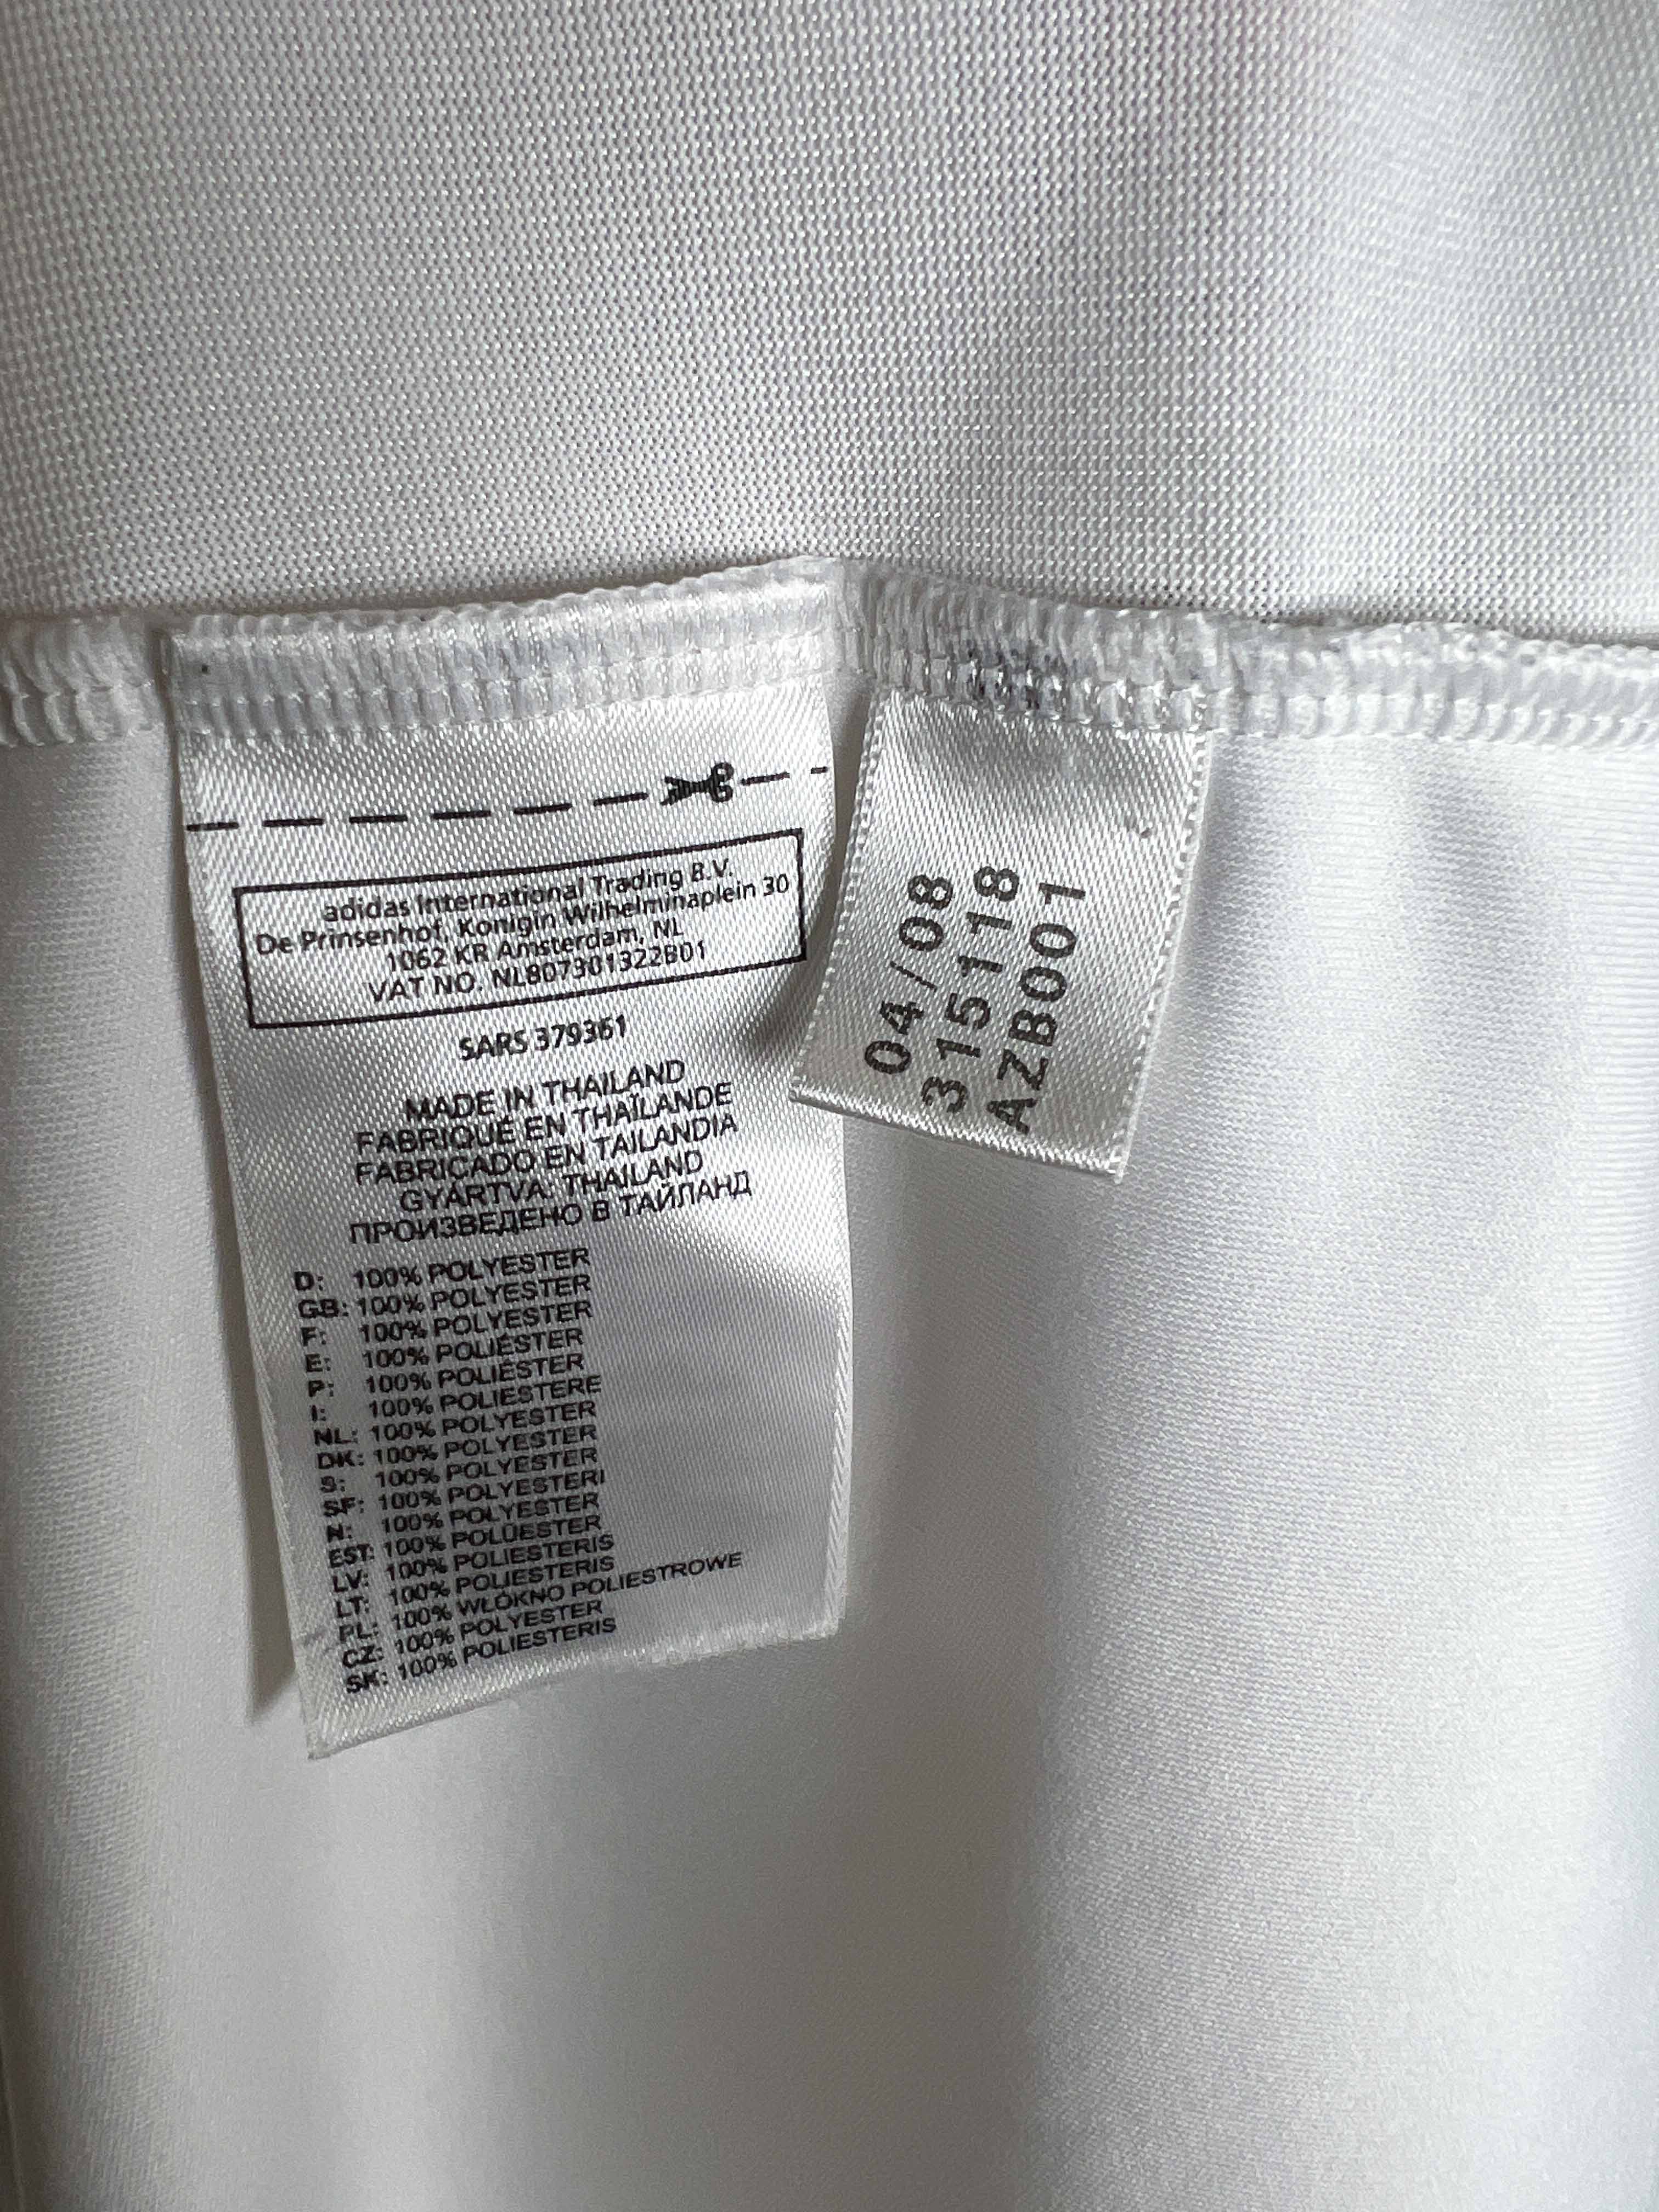 adidas International Trading B.V.
De Prinsenhof, Konigin Wilhelminaplein 30
1062 KR Amsterdam, NL
VAT NO. NL807301322B01
SARS 379361
MADE IN THAILAND
FABRIQUÉ EN THAÏLANDE
FABRICADO EN TAILANDIA
GYÁRTVA: THAILAND
ПРОИЗВЕДЕНО В ТАЙЛАНД
D: 100% POLYESTER
GB: 100% POLYESTER
F: 100% POLYESTER
E: 100% POLIÉSTER
P: 100% POLIÉSTER
I: 100% POLIESTERE
NL: 100% POLYESTER
DK: 100% POLYESTER
S: 100% POLYESTER
SF: 100% POLYESTERI
N: 100% POLYESTER
EST: 100% POLÜESTER
LV: 100% POLIESTERIS
LT: 100% POLIESTERIS
PL: 100% WŁÓKNO POLIESTROWE
CZ: 100% POLYESTER
SK: 100% POLIESTERIS
04/08
315118
AZB001